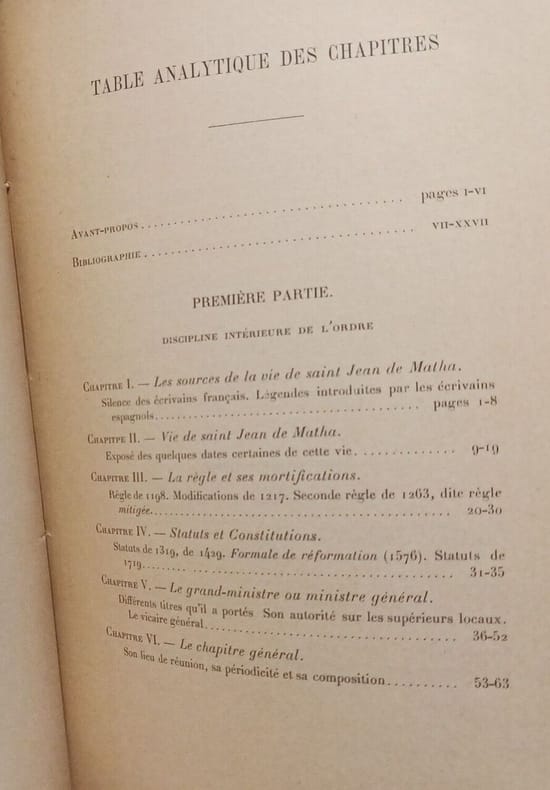 TABLE ANALYTIQUE DES CHAPITRES
AVANT-PROPOS. . . . . . . . . . . . . . . . . . . . . . . . . . . . . . . . . pages I-VI
BIBLIOGRAPHIE. . . . . . . . . . . . . . . . . . . . . . . . . . . . . . . . . VII-XXVII
PREMIÈRE PARTIE.
DISCIPLINE INTÉRIEURE DE L'ORDRE
CHAPITRE I. — Les sources de la vie de saint Jean de Matha.
Silence des écrivains français. Légendes introduites par les écrivains
espagnols. . . . . . . . . . . . . . . . . . . . . . . . . . . . . . . . . pages 1-8
CHAPITRE II. — Vie de saint Jean de Matha.
Exposé des quelques dates certaines de cette vie. . . . . . . . . . . . . 9-19
CHAPITRE III. — La règle et ses mortifications.
Règle de 1198. Modifications de 1217. Seconde règle de 1263, dite règle
mitigée. . . . . . . . . . . . . . . . . . . . . . . . . . . . . . . . . 20-30
CHAPITRE IV. — Statuts et Constitutions.
Statuts de 1319, de 1429. Formule de réformation (1576). Statuts de
1719. . . . . . . . . . . . . . . . . . . . . . . . . . . . . . . . . 31-35
CHAPITRE V. — Le grand-ministre ou ministre général.
Différents titres qu'il a portés Son autorité sur les supérieurs locaux.
Le vicaire général. . . . . . . . . . . . . . . . . . . . . . . . . . . 36-52
CHAPITRE VI. — Le chapitre général.
Son lieu de réunion, sa périodicité et sa composition. . . . . . . . . . 53-63